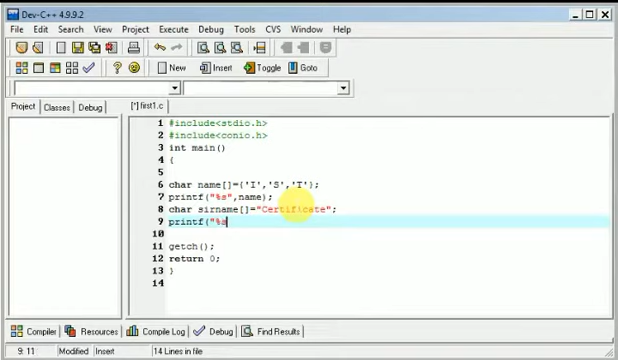 Dev-C++ 4.9.9.2
File Edit Search View Project Execute Debug Tools CVS Window Help
New Insert Toggle Goto
Project Classes Debug [*] first1.c
1 #include<stdio.h>
2 #include<conio.h>
3 int main()
4 {
5
6 char name[]={'I','S','T'};
7 printf("%s",name);
8 char sirname[]="Certificate";
9 printf("%s
10
11 getch();
12 return 0;
13 }
14
Compiler Resources Compile Log Debug Find Results
9: 11 Modified Insert 14 Lines in file